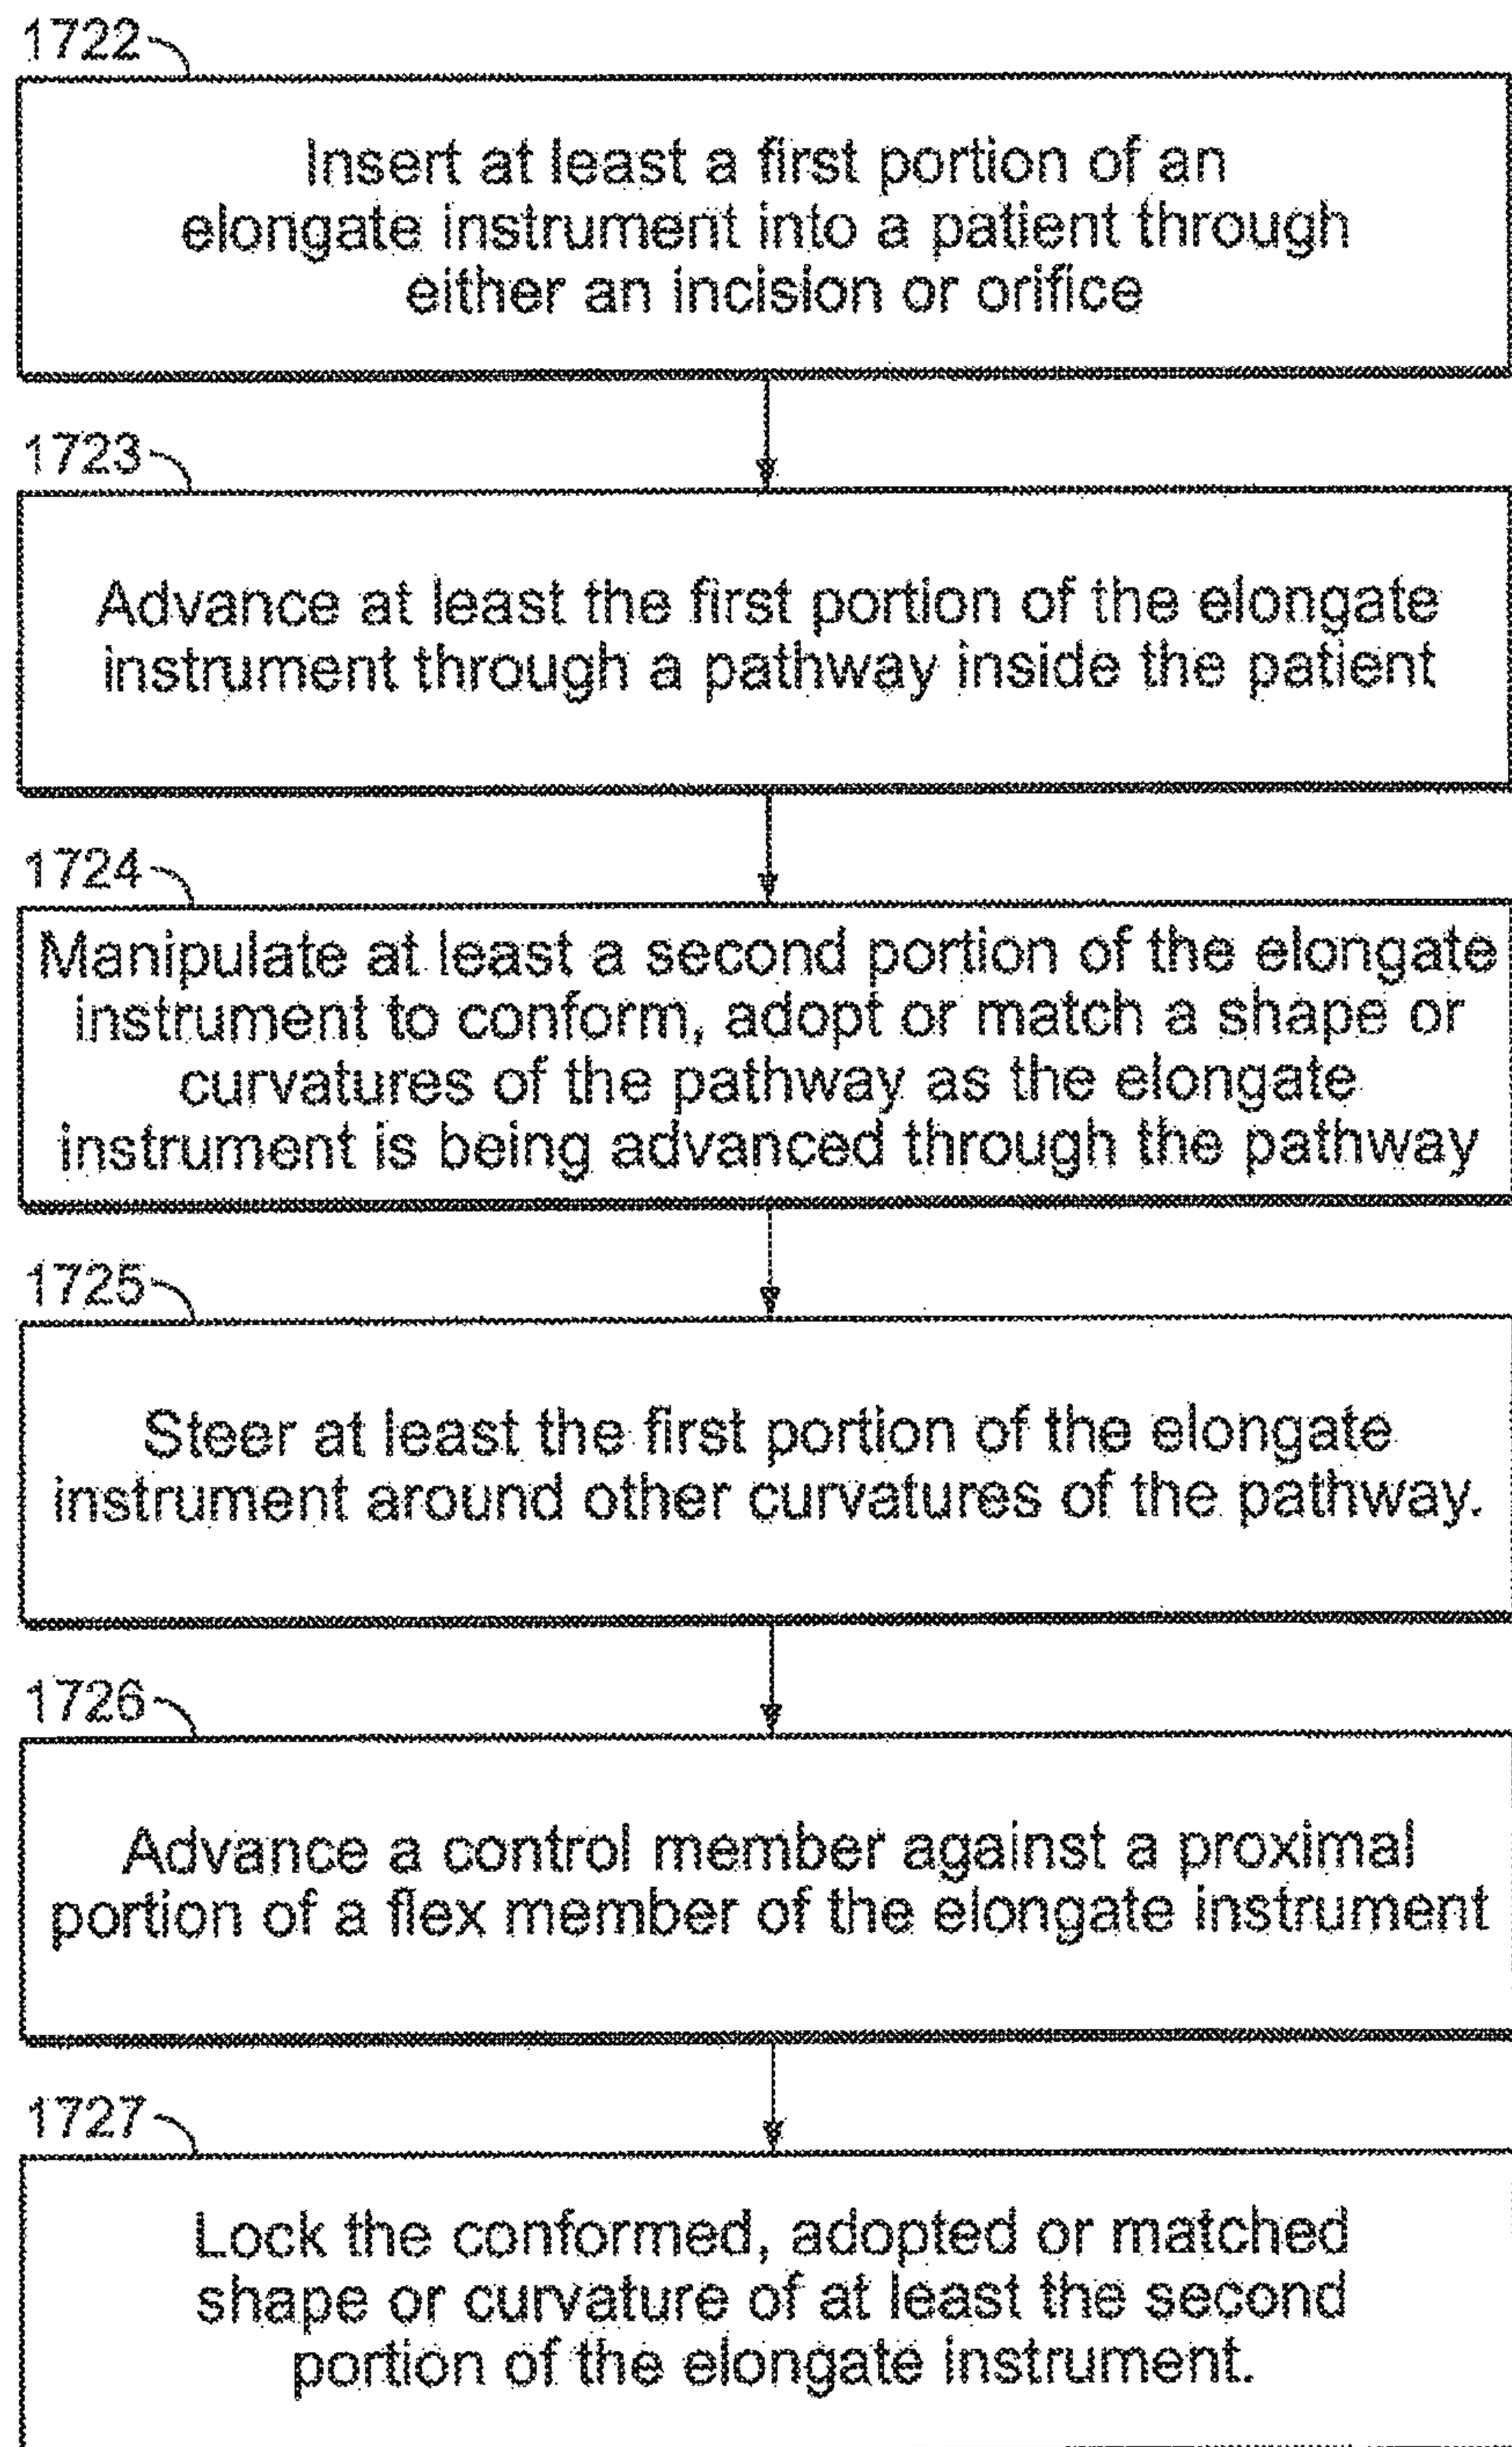 1722
Insert at least a first portion of an
elongate instrument into a patient through
either an incision or orifice
1723
Advance at least the first portion of the elongate
instrument through a pathway inside the patient
1724
Manipulate at least a second portion of the elongate
instrument to conform, adopt or match a shape or
curvatures of the pathway as the elongate
instrument is being advanced through the pathway
1725
Steer at least the first portion of the elongate
instrument around other curvatures of the pathway.
1726
Advance a control member against a proximal
portion of a flex member of the elongate instrument
1727
Lock the conformed, adopted or matched
shape or curvature of at least the second
portion of the elongate instrument.